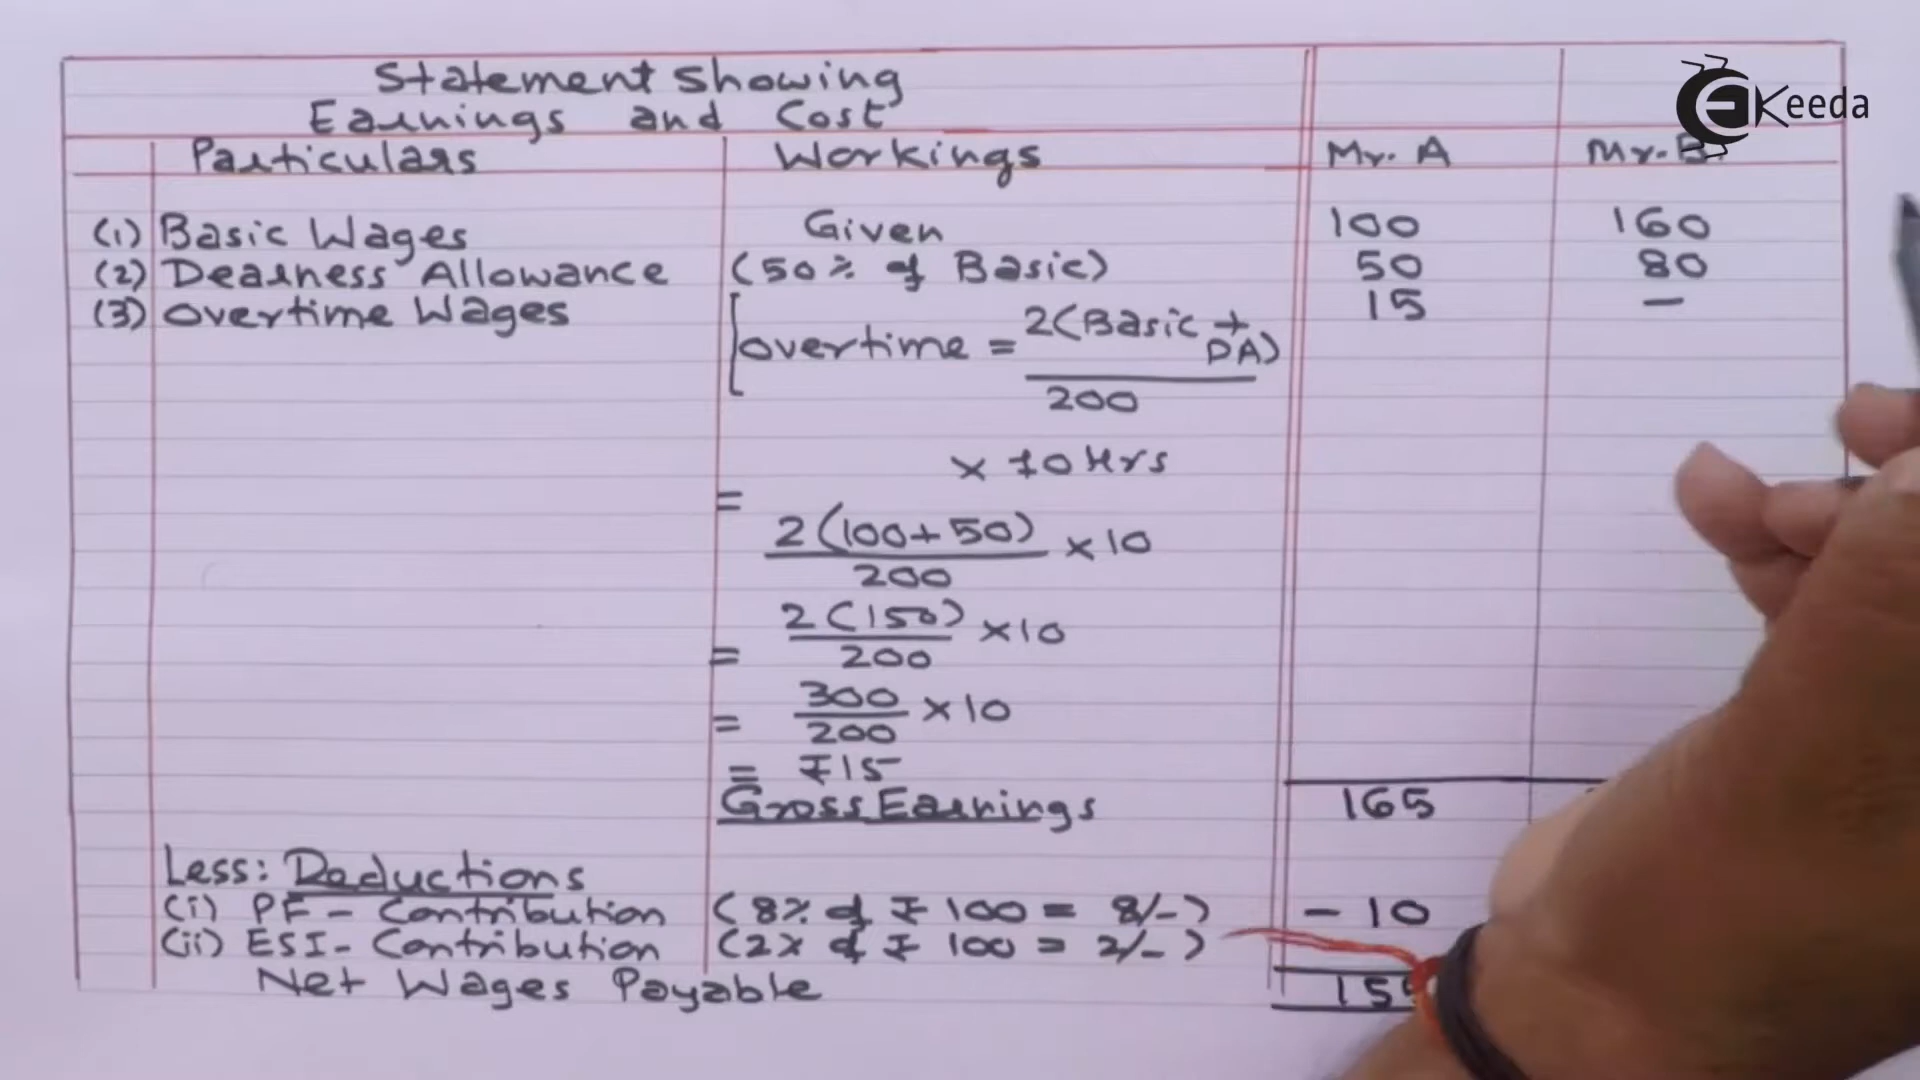 Statement Showing
Earnings and Cost
Keeda
Particulars Workings Mr. A Mr. B
(1) Basic Wages Given 100 160
(2) Dearness Allowance (50% of Basic) 50 80
(3) Overtime Wages 15 —
[Overtime = 2(Basic + DA)
200
× 10 Hrs
=
2(100+50) × 10
200
2(150) × 10
= 200
300 × 10
= 200
= ₹15
Gross Earnings 165
Less: Deductions
(i) PF - Contribution (8% of ₹ 100 = 8/-) - 10
(ii) ESI - Contribution (2% of ₹ 100 = 2/-)
Net Wages Payable